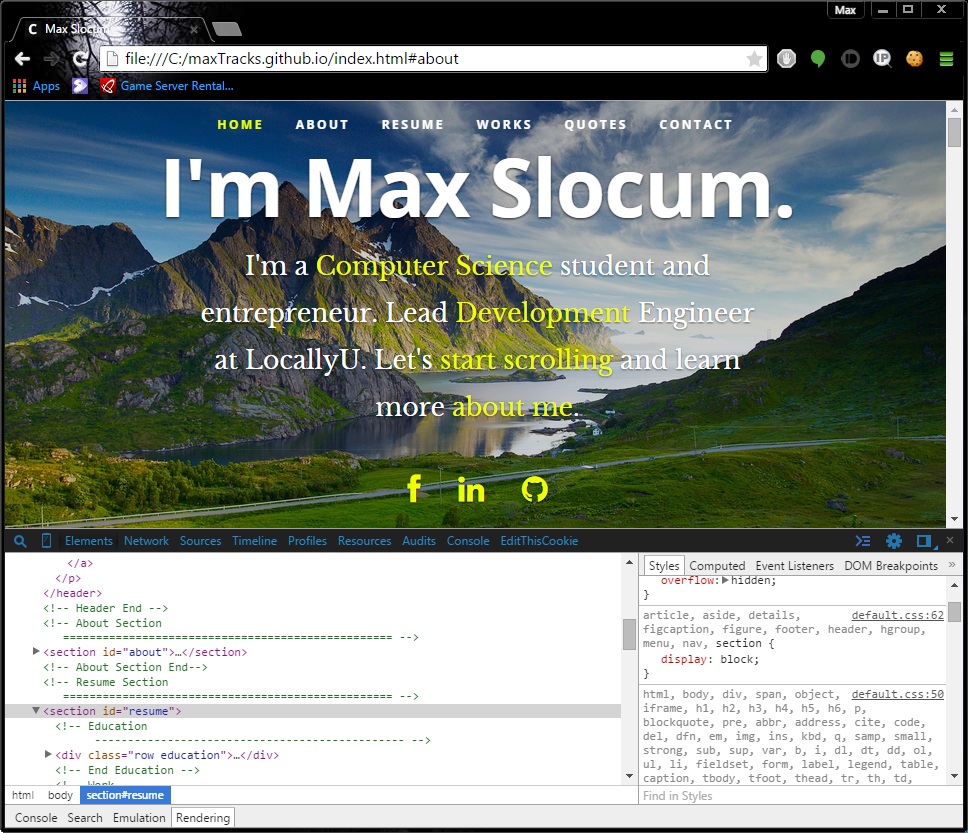 Max
C Max Slocum
file:///C:/maxTracks.github.io/index.html#about
IP
Apps
Game Server Rental...
HOME ABOUT RESUME WORKS QUOTES CONTACT
I'm Max Slocum.
I'm a Computer Science student and
entrepreneur. Lead Development Engineer
at LocallyU. Let's start scrolling and learn
more about me.
f in
Elements Network Sources Timeline Profiles Resources Audits Console EditThisCookie
</a>
</p>
</header>
<!-- Header End -->
<!-- About Section
================================================== -->
<section id="about">…</section>
<!-- About Section End-->
<!-- Resume Section
================================================== -->
<section id="resume">
<!-- Education
----------------------------------------------- -->
<div class="row education">…</div>
<!-- End Education -->
<!-- Work
html body section#resume
Styles Computed Event Listeners DOM Breakpoints »
overflow: hidden;
}
article, aside, details, default.css:62
figcaption, figure, footer, header, hgroup,
menu, nav, section {
display: block;
}
html, body, div, span, object, default.css:50
iframe, h1, h2, h3, h4, h5, h6, p,
blockquote, pre, abbr, address, cite, code,
del, dfn, em, img, ins, kbd, q, samp, small,
strong, sub, sup, var, b, i, dl, dt, dd, ol,
ul, li, fieldset, form, label, legend, table,
caption, tbody, tfoot, thead, tr, th, td,
Find in Styles
Console Search Emulation Rendering